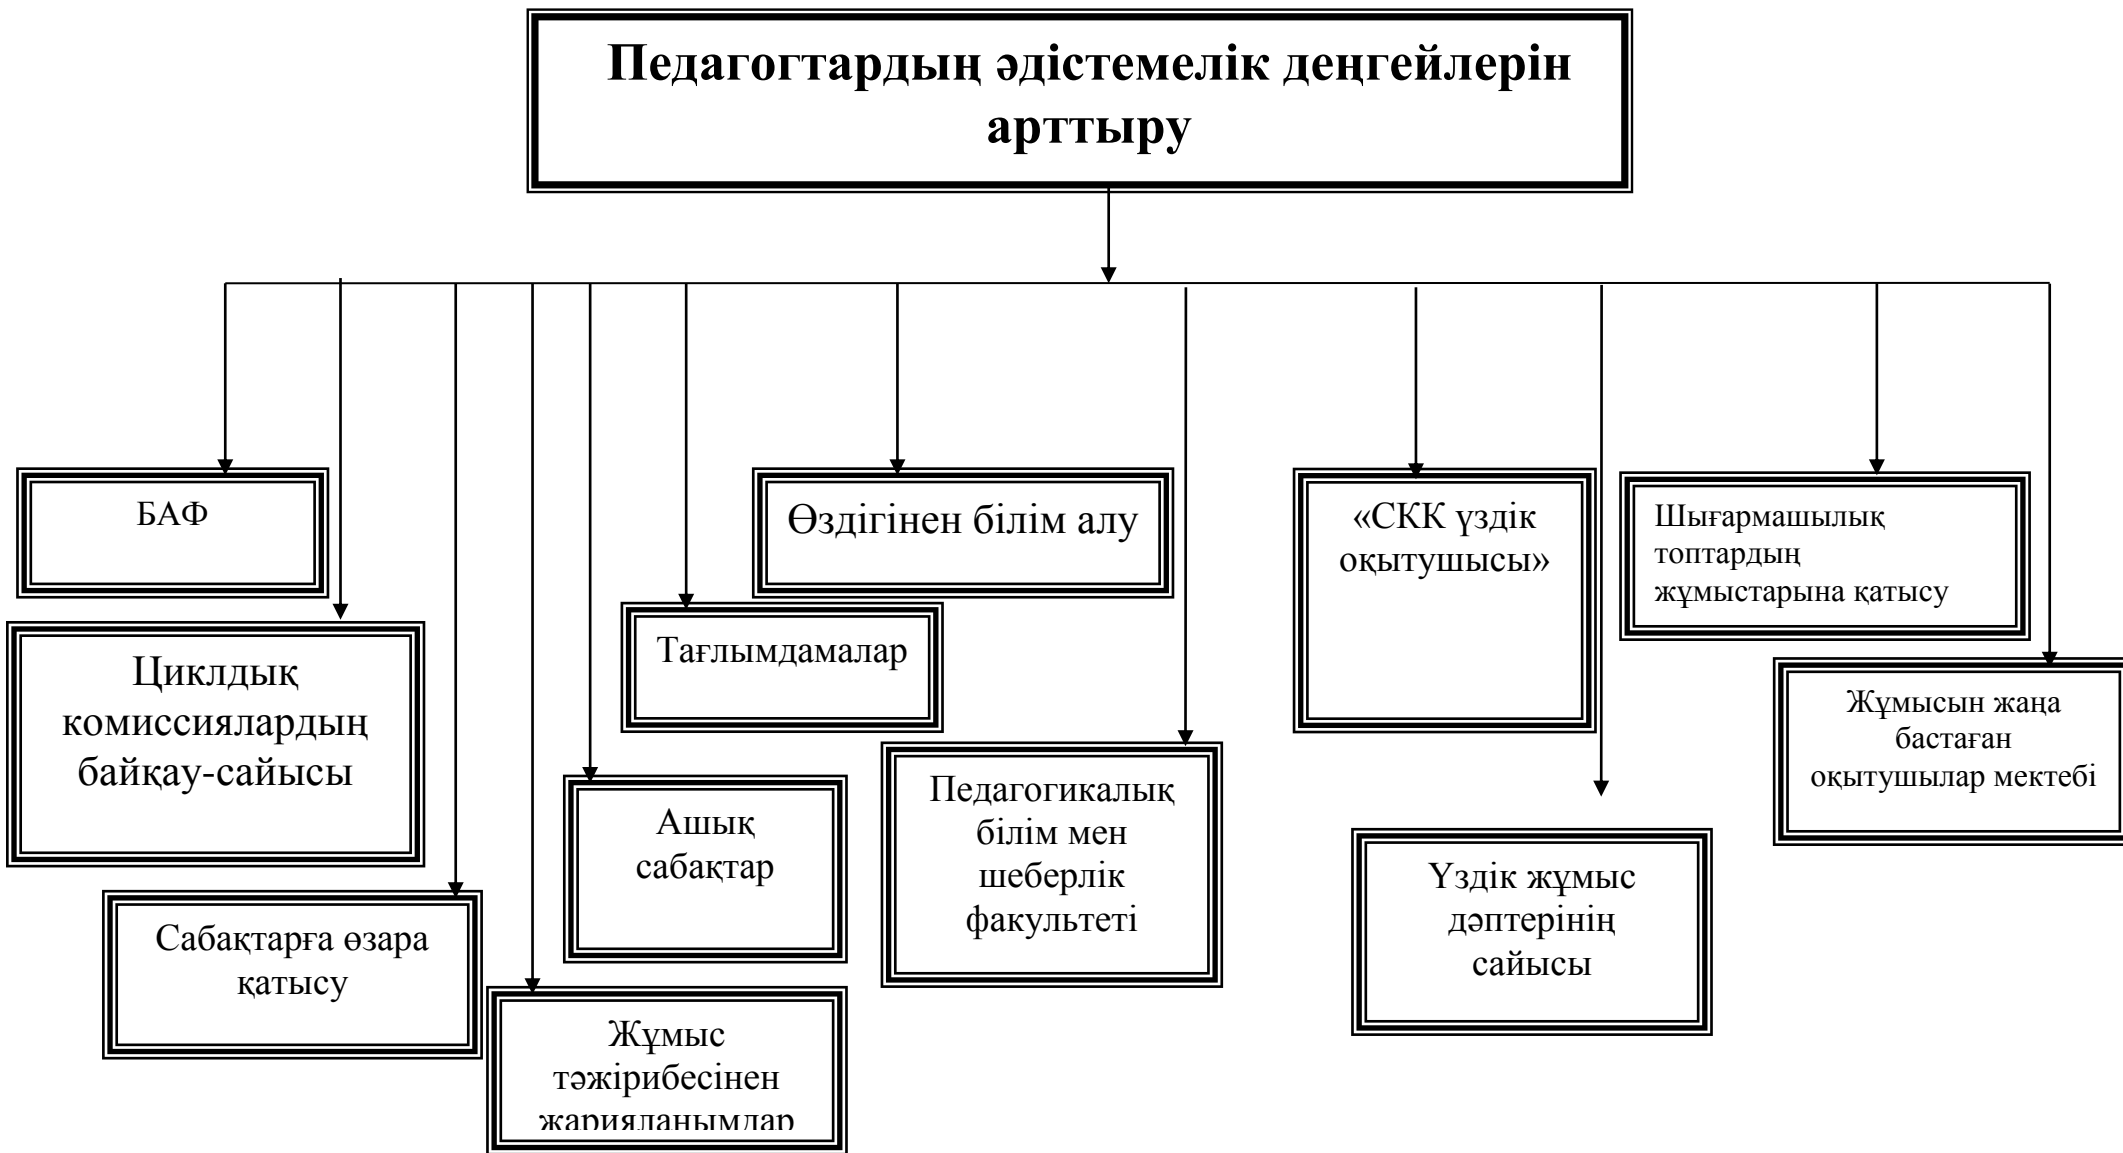 Педагогтардың әдістемелік деңгейлерін
арттыру
БАФ
Өздігінен білім алу
«СКК үздік
оқытушысы»
Шығармашылық
топтардың
жұмыстарына қатысу
Циклдық
комиссиялардың
байқау-сайысы
Тағлымдамалар
Жұмысын жаңа
бастаған
оқытушылар мектебі
Ашық
сабақтар
Педагогикалық
білім мен
шеберлік
факультеті
Үздік жұмыс
дәптерінің
сайысы
Сабақтарға өзара
қатысу
Жұмыс
тәжірибесінен
жарияланымдар